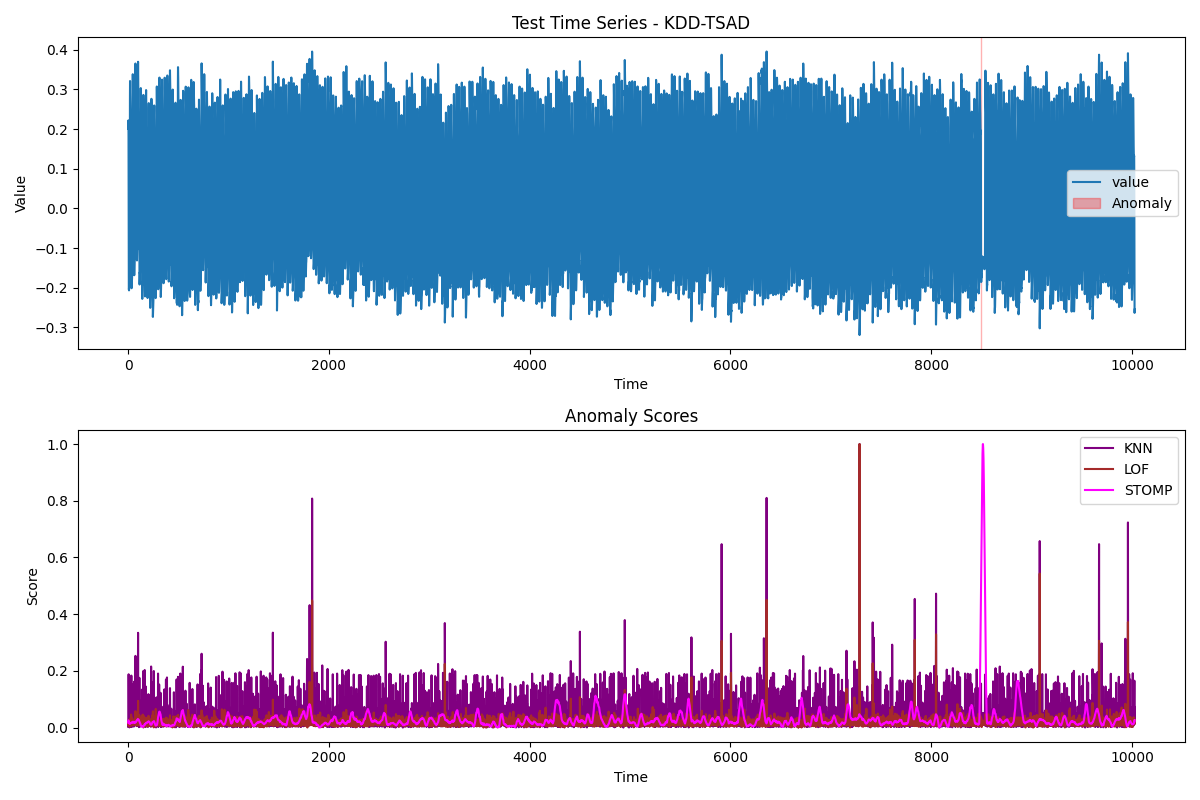 Test Time Series - KDD-TSAD
0.4
0.3
0.2
0.1
0.0
−0.1
−0.2
−0.3
Value
0
2000
4000
6000
8000
10000
Time
value
Anomaly
Anomaly Scores
1.0
0.8
0.6
0.4
0.2
0.0
Score
0
2000
4000
6000
8000
10000
Time
KNN
LOF
STOMP